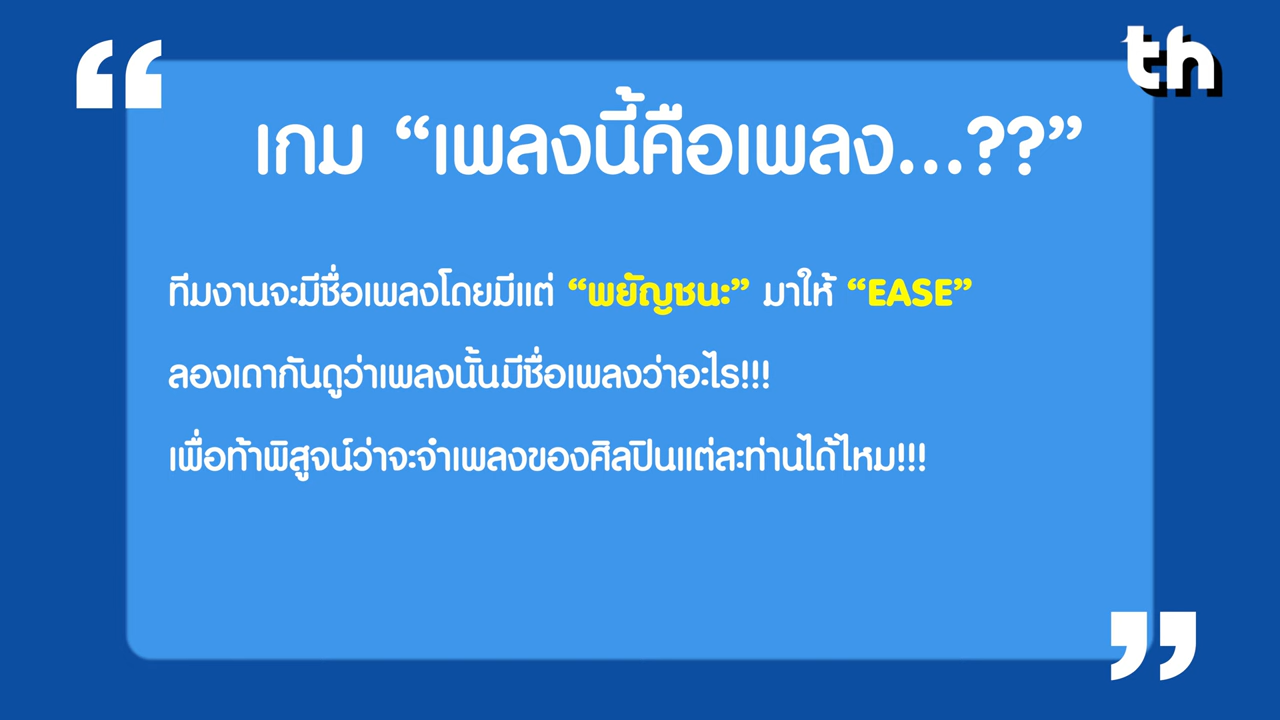 th
เกม “เพลงนี้คือเพลง...??”
ทีมงานจะมีชื่อเพลงโดยมีแต่ “พยัญชนะ” มาให้ “EASE”
ลองเดากันดูว่าเพลงนั้นมีชื่อเพลงว่าอะไร!!!
เพื่อท้าพิสูจน์ว่าจะจำเพลงของศิลปินแต่ละท่านได้ไหม!!!